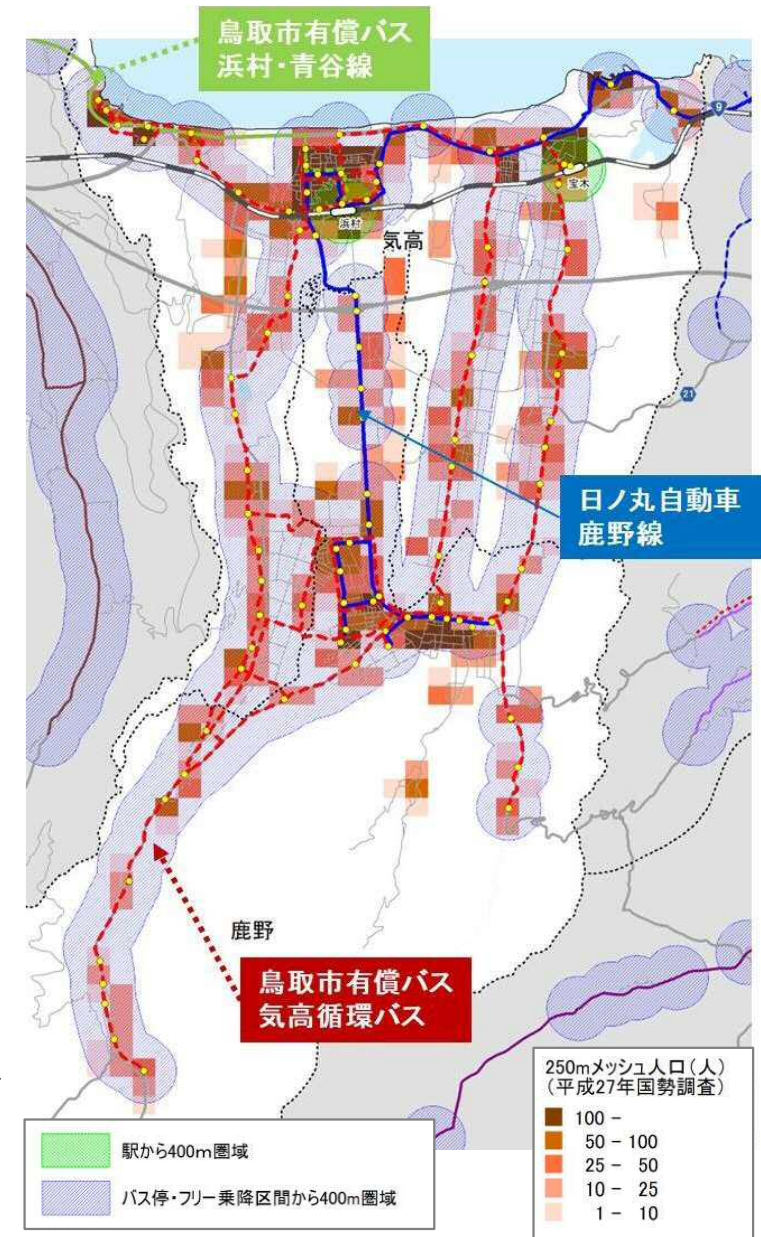 鳥取市有償バス
浜村・青谷線
9
宝木
浜村
気高
21
日ノ丸自動車
鹿野線
鹿野
鳥取市有償バス
気高循環バス
250mメッシュ人口(人)
(平成27年国勢調査)
100 -
50 - 100
25 - 50
10 - 25
1 - 10
駅から400m圏域
バス停・フリー乗降区間から400m圏域